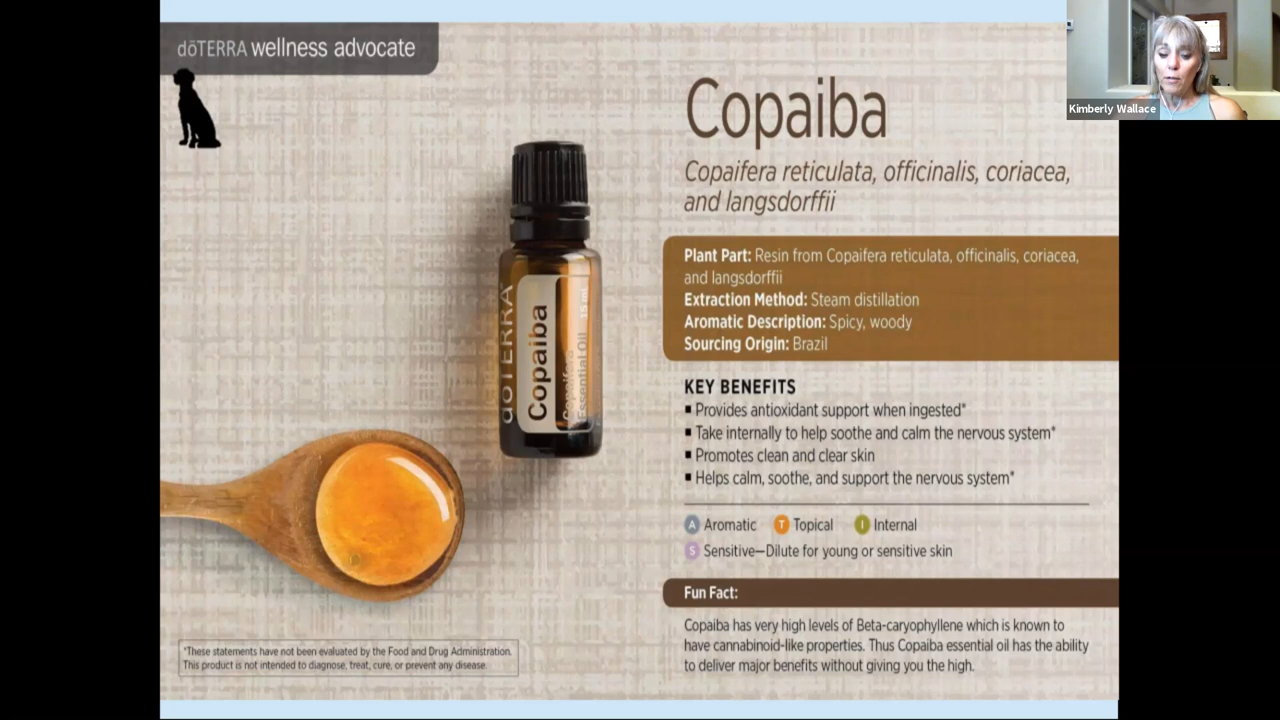 dōTERRA wellness advocate
Kimberly Wallace
Copaiba
Copaifera reticulata, officinalis, coriacea,
and langsdorffii
dōTERRA
Copaiba
Copaifera
Essential Oil 15 mL
Plant Part: Resin from Copaifera reticulata, officinalis, coriacea,
and langsdorffii
Extraction Method: Steam distillation
Aromatic Description: Spicy, woody
Sourcing Origin: Brazil
KEY BENEFITS
▪ Provides antioxidant support when ingested*
▪ Take internally to help soothe and calm the nervous system*
▪ Promotes clean and clear skin
▪ Helps calm, soothe, and support the nervous system*
A Aromatic T Topical I Internal
S Sensitive—Dilute for young or sensitive skin
Fun Fact:
Copaiba has very high levels of Beta-caryophyllene which is known to
have cannabinoid-like properties. Thus Copaiba essential oil has the ability
to deliver major benefits without giving you the high.
*These statements have not been evaluated by the Food and Drug Administration.
This product is not intended to diagnose, treat, cure, or prevent any disease.